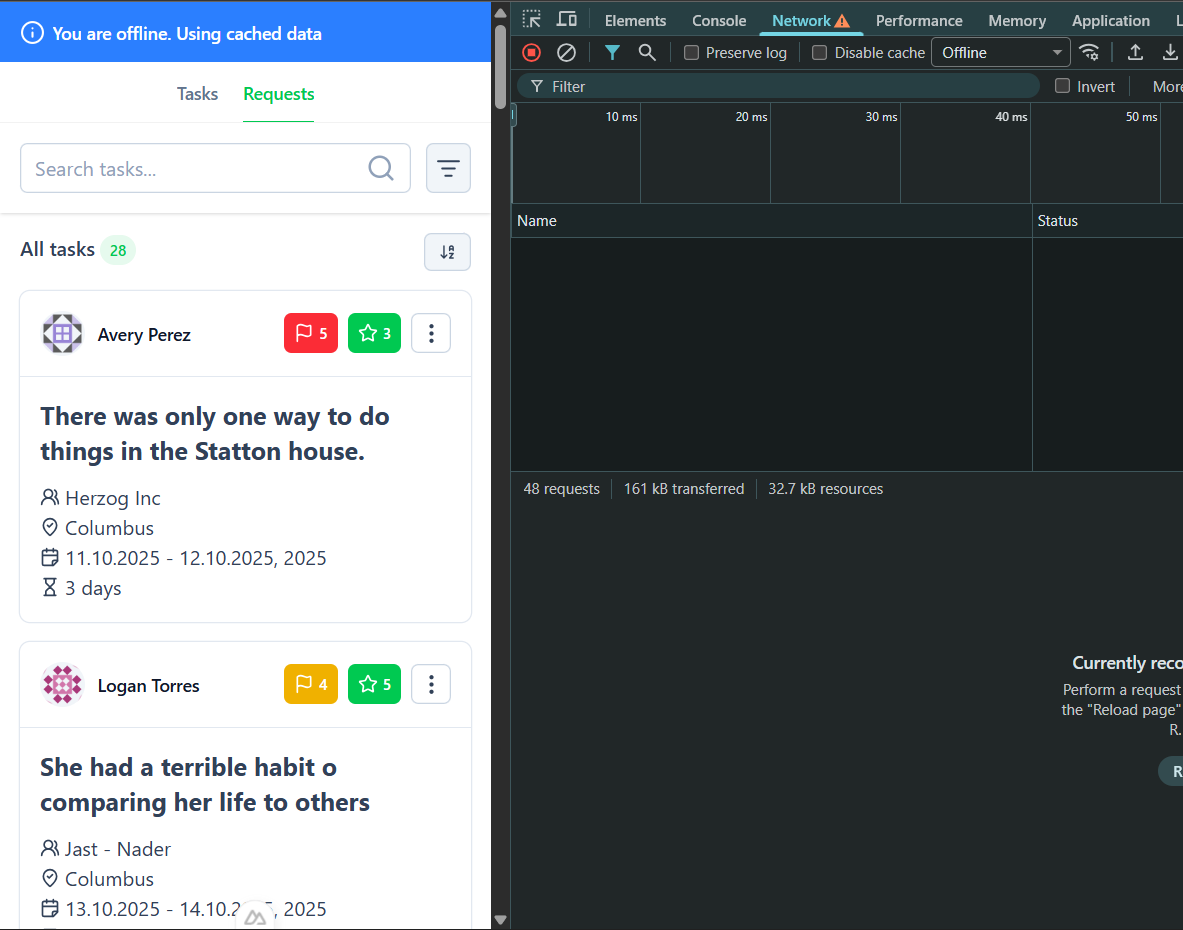 You are offline. Using cached data
Tasks Requests
Search tasks...
All tasks 28
Avery Perez 5 3
There was only one way to do
things in the Statton house.
Herzog Inc
Columbus
11.10.2025 - 12.10.2025, 2025
3 days
Logan Torres 4 5
She had a terrible habit o
comparing her life to others
Jast - Nader
Columbus
13.10.2025 - 14.10.2 , 2025
Elements Console Network Performance Memory Application L
Preserve log Disable cache Offline
Filter Invert More
10 ms 20 ms 30 ms 40 ms 50 ms
Name Status
48 requests 161 kB transferred 32.7 kB resources
Currently reco
Perform a request
the "Reload page"
R.
R